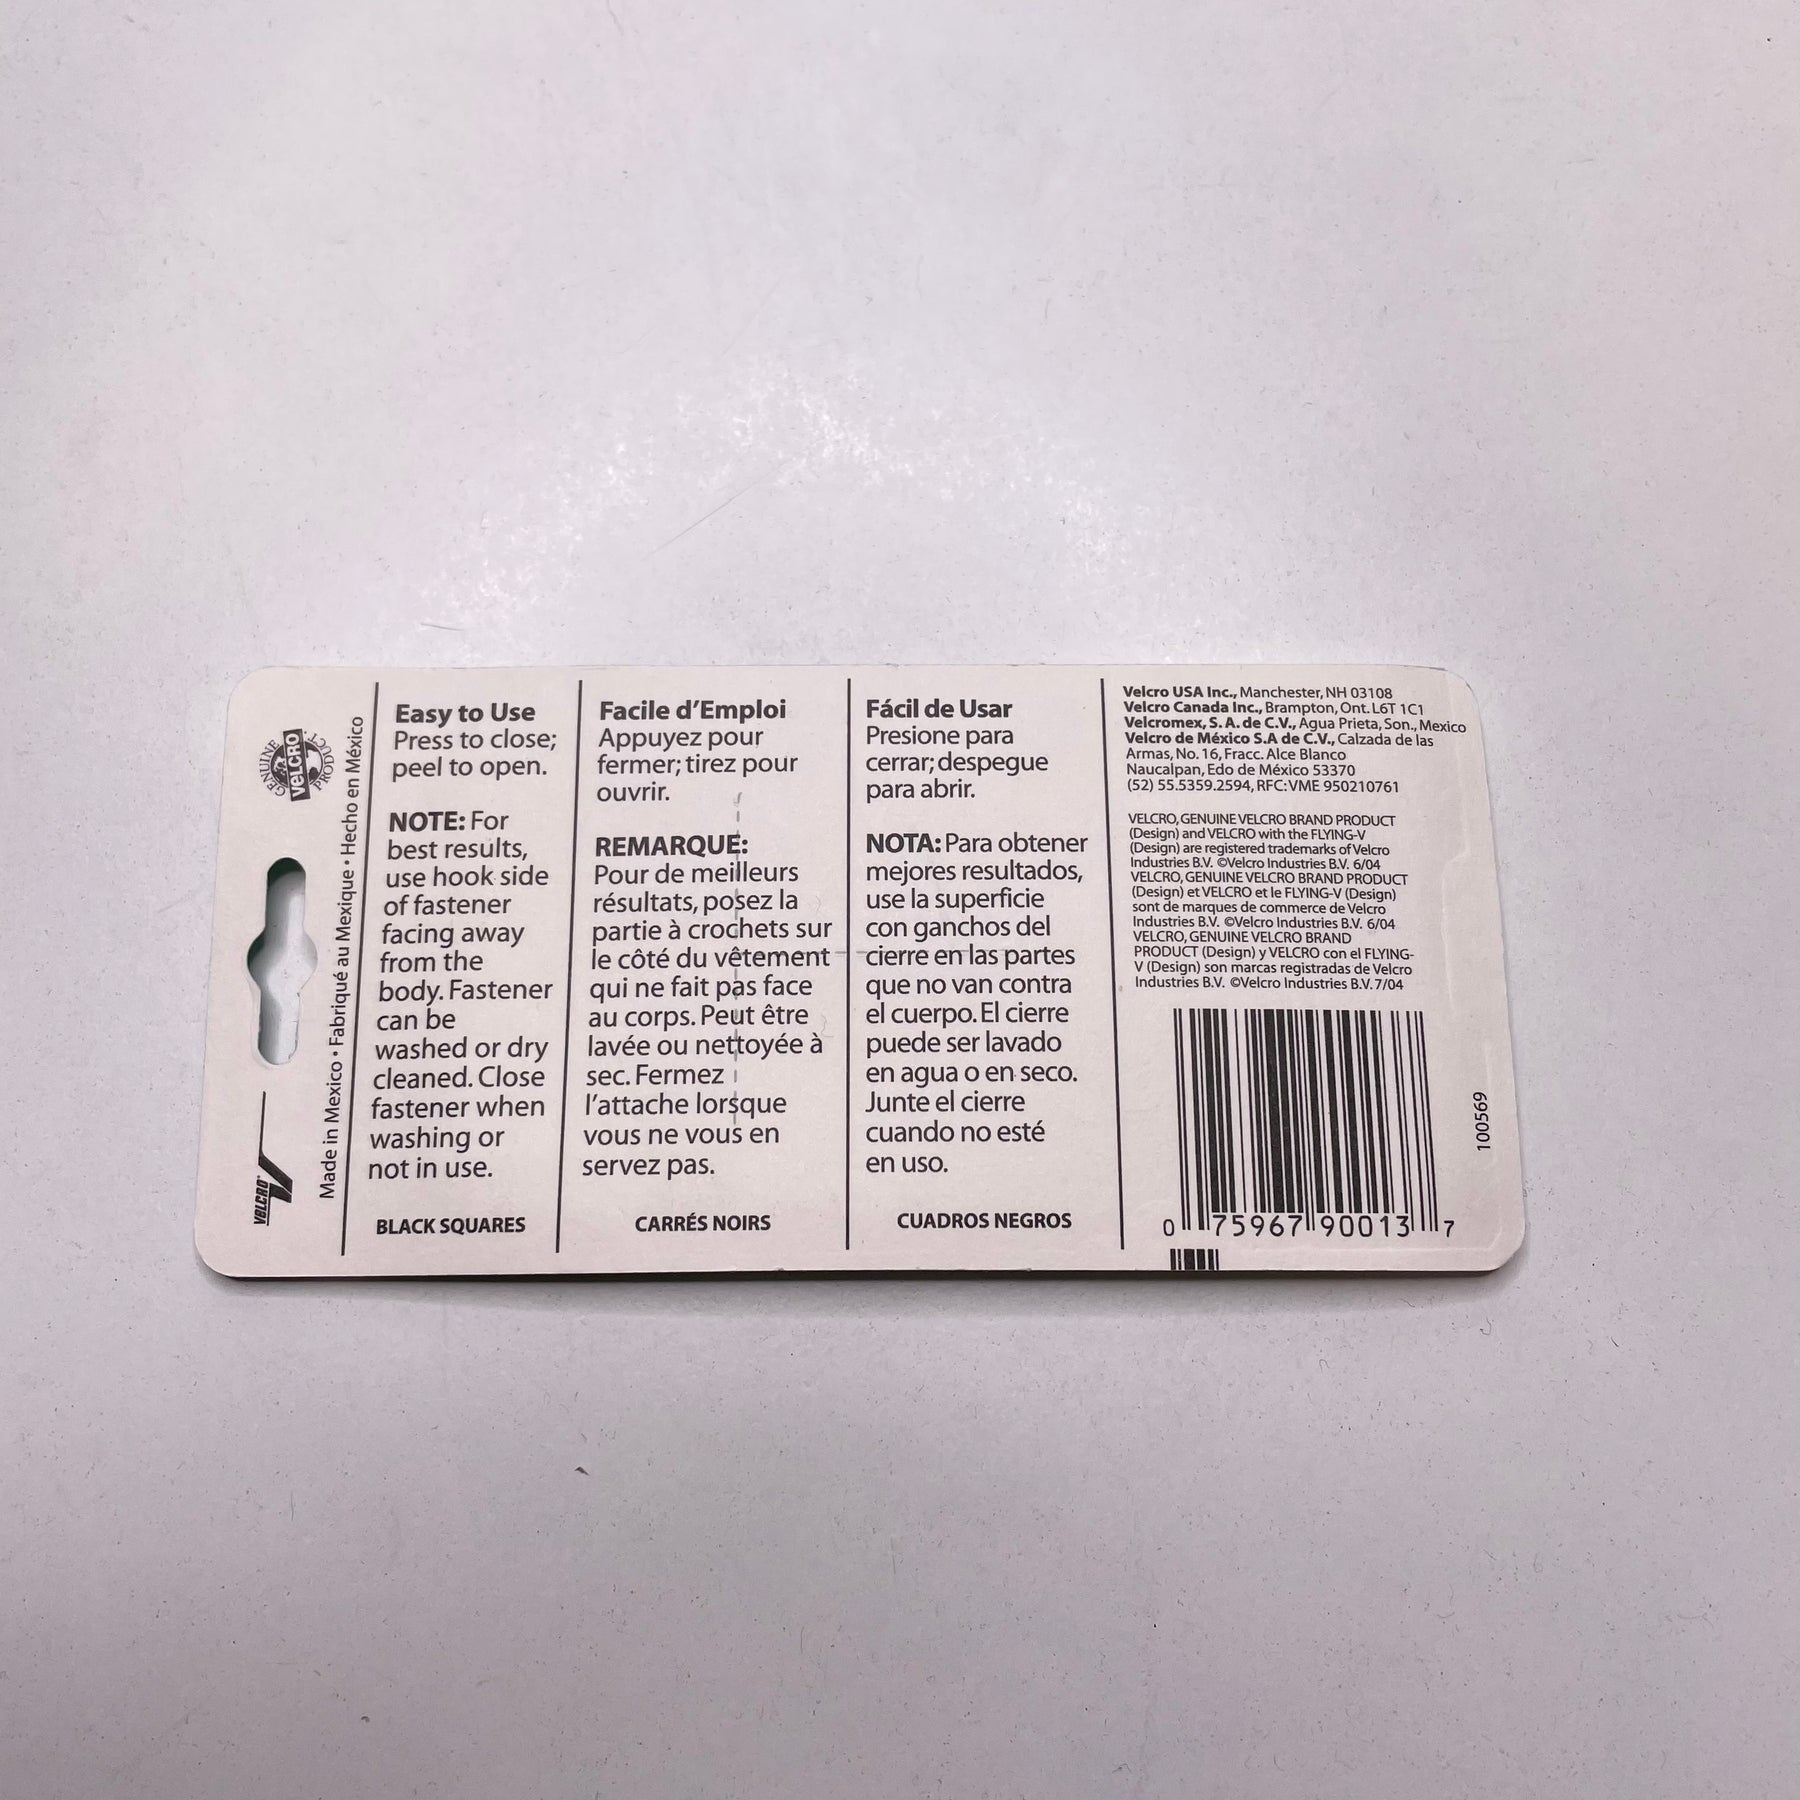 GENUINE VELCRO PRODUCT
VELCRO
Made in Mexico • Fabriqué au Mexique • Hecho en México
Easy to Use
Press to close;
peel to open.
NOTE: For
best results,
use hook side
of fastener
facing away
from the
body. Fastener
can be
washed or dry
cleaned. Close
fastener when
washing or
not in use.
BLACK SQUARES
Facile d'Emploi
Appuyez pour
fermer; tirez pour
ouvrir.
REMARQUE:
Pour de meilleurs
résultats, posez la
partie à crochets sur
le côté du vêtement
qui ne fait pas face
au corps. Peut être
lavée ou nettoyée à
sec. Fermez
l'attache lorsque
vous ne vous en
servez pas.
CARRÉS NOIRS
Fácil de Usar
Presione para
cerrar; despegue
para abrir.
NOTA: Para obtener
mejores resultados,
use la superficie
con ganchos del
cierre en las partes
que no van contra
el cuerpo. El cierre
puede ser lavado
en agua o en seco.
Junte el cierre
cuando no esté
en uso.
CUADROS NEGROS
Velcro USA Inc., Manchester, NH 03108
Velcro Canada Inc., Brampton, Ont. L6T 1C1
Velcromex, S. A. de C.V., Agua Prieta, Son., Mexico
Velcro de México S.A de C.V., Calzada de las
Armas, No. 16, Fracc. Alce Blanco
Naucalpan, Edo de México 53370
(52) 55.5359.2594, RFC: VME 950210761
VELCRO, GENUINE VELCRO BRAND PRODUCT
(Design) and VELCRO with the FLYING-V
(Design) are registered trademarks of Velcro
Industries B.V. ©Velcro Industries B.V. 6/04
VELCRO, GENUINE VELCRO BRAND PRODUCT
(Design) et VELCRO et le FLYING-V (Design)
sont de marques de commerce de Velcro
Industries B.V. ©Velcro Industries B.V. 6/04
VELCRO, GENUINE VELCRO BRAND
PRODUCT (Design) y VELCRO con el FLYING-
V (Design) son marcas registradas de Velcro
Industries B.V. ©Velcro Industries B.V. 7/04
0 75967 90013 7
100569